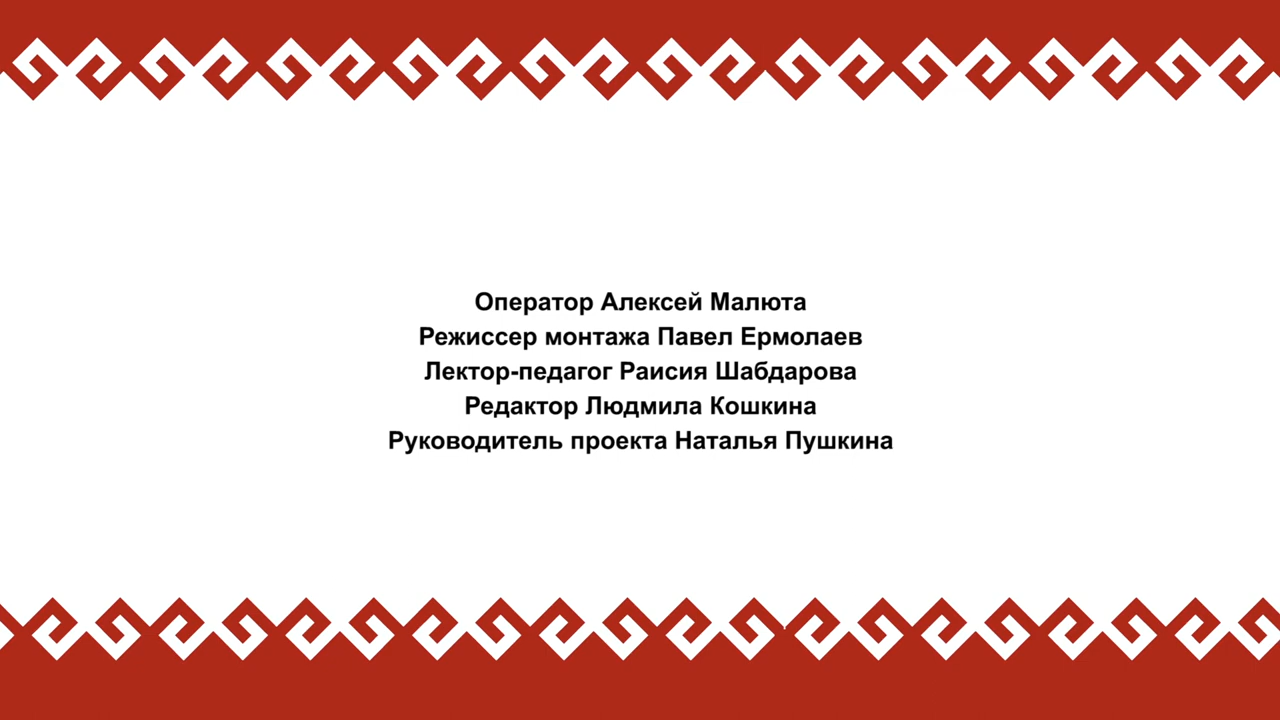 Оператор Алексей Малюта
Режиссер монтажа Павел Ермолаев
Лектор-педагог Раисия Шабдарова
Редактор Людмила Кошкина
Руководитель проекта Наталья Пушкина